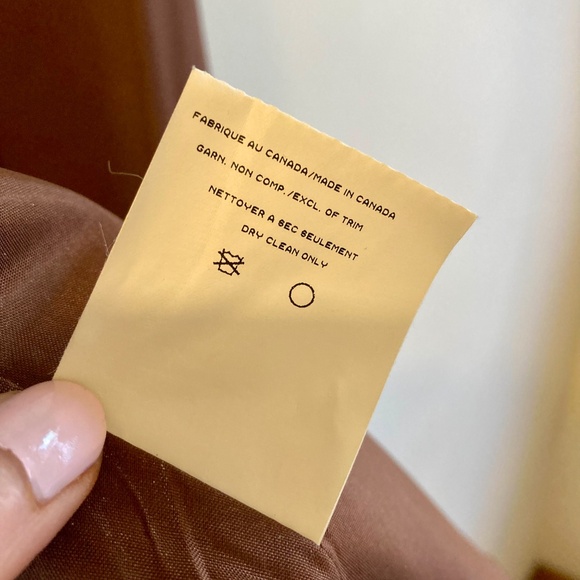 FABRIQUE AU CANADA/MADE IN CANADA
GARN. NON COMP./EXCL. OF TRIM
NETTOYER A SEC SEULEMENT
DRY CLEAN ONLY